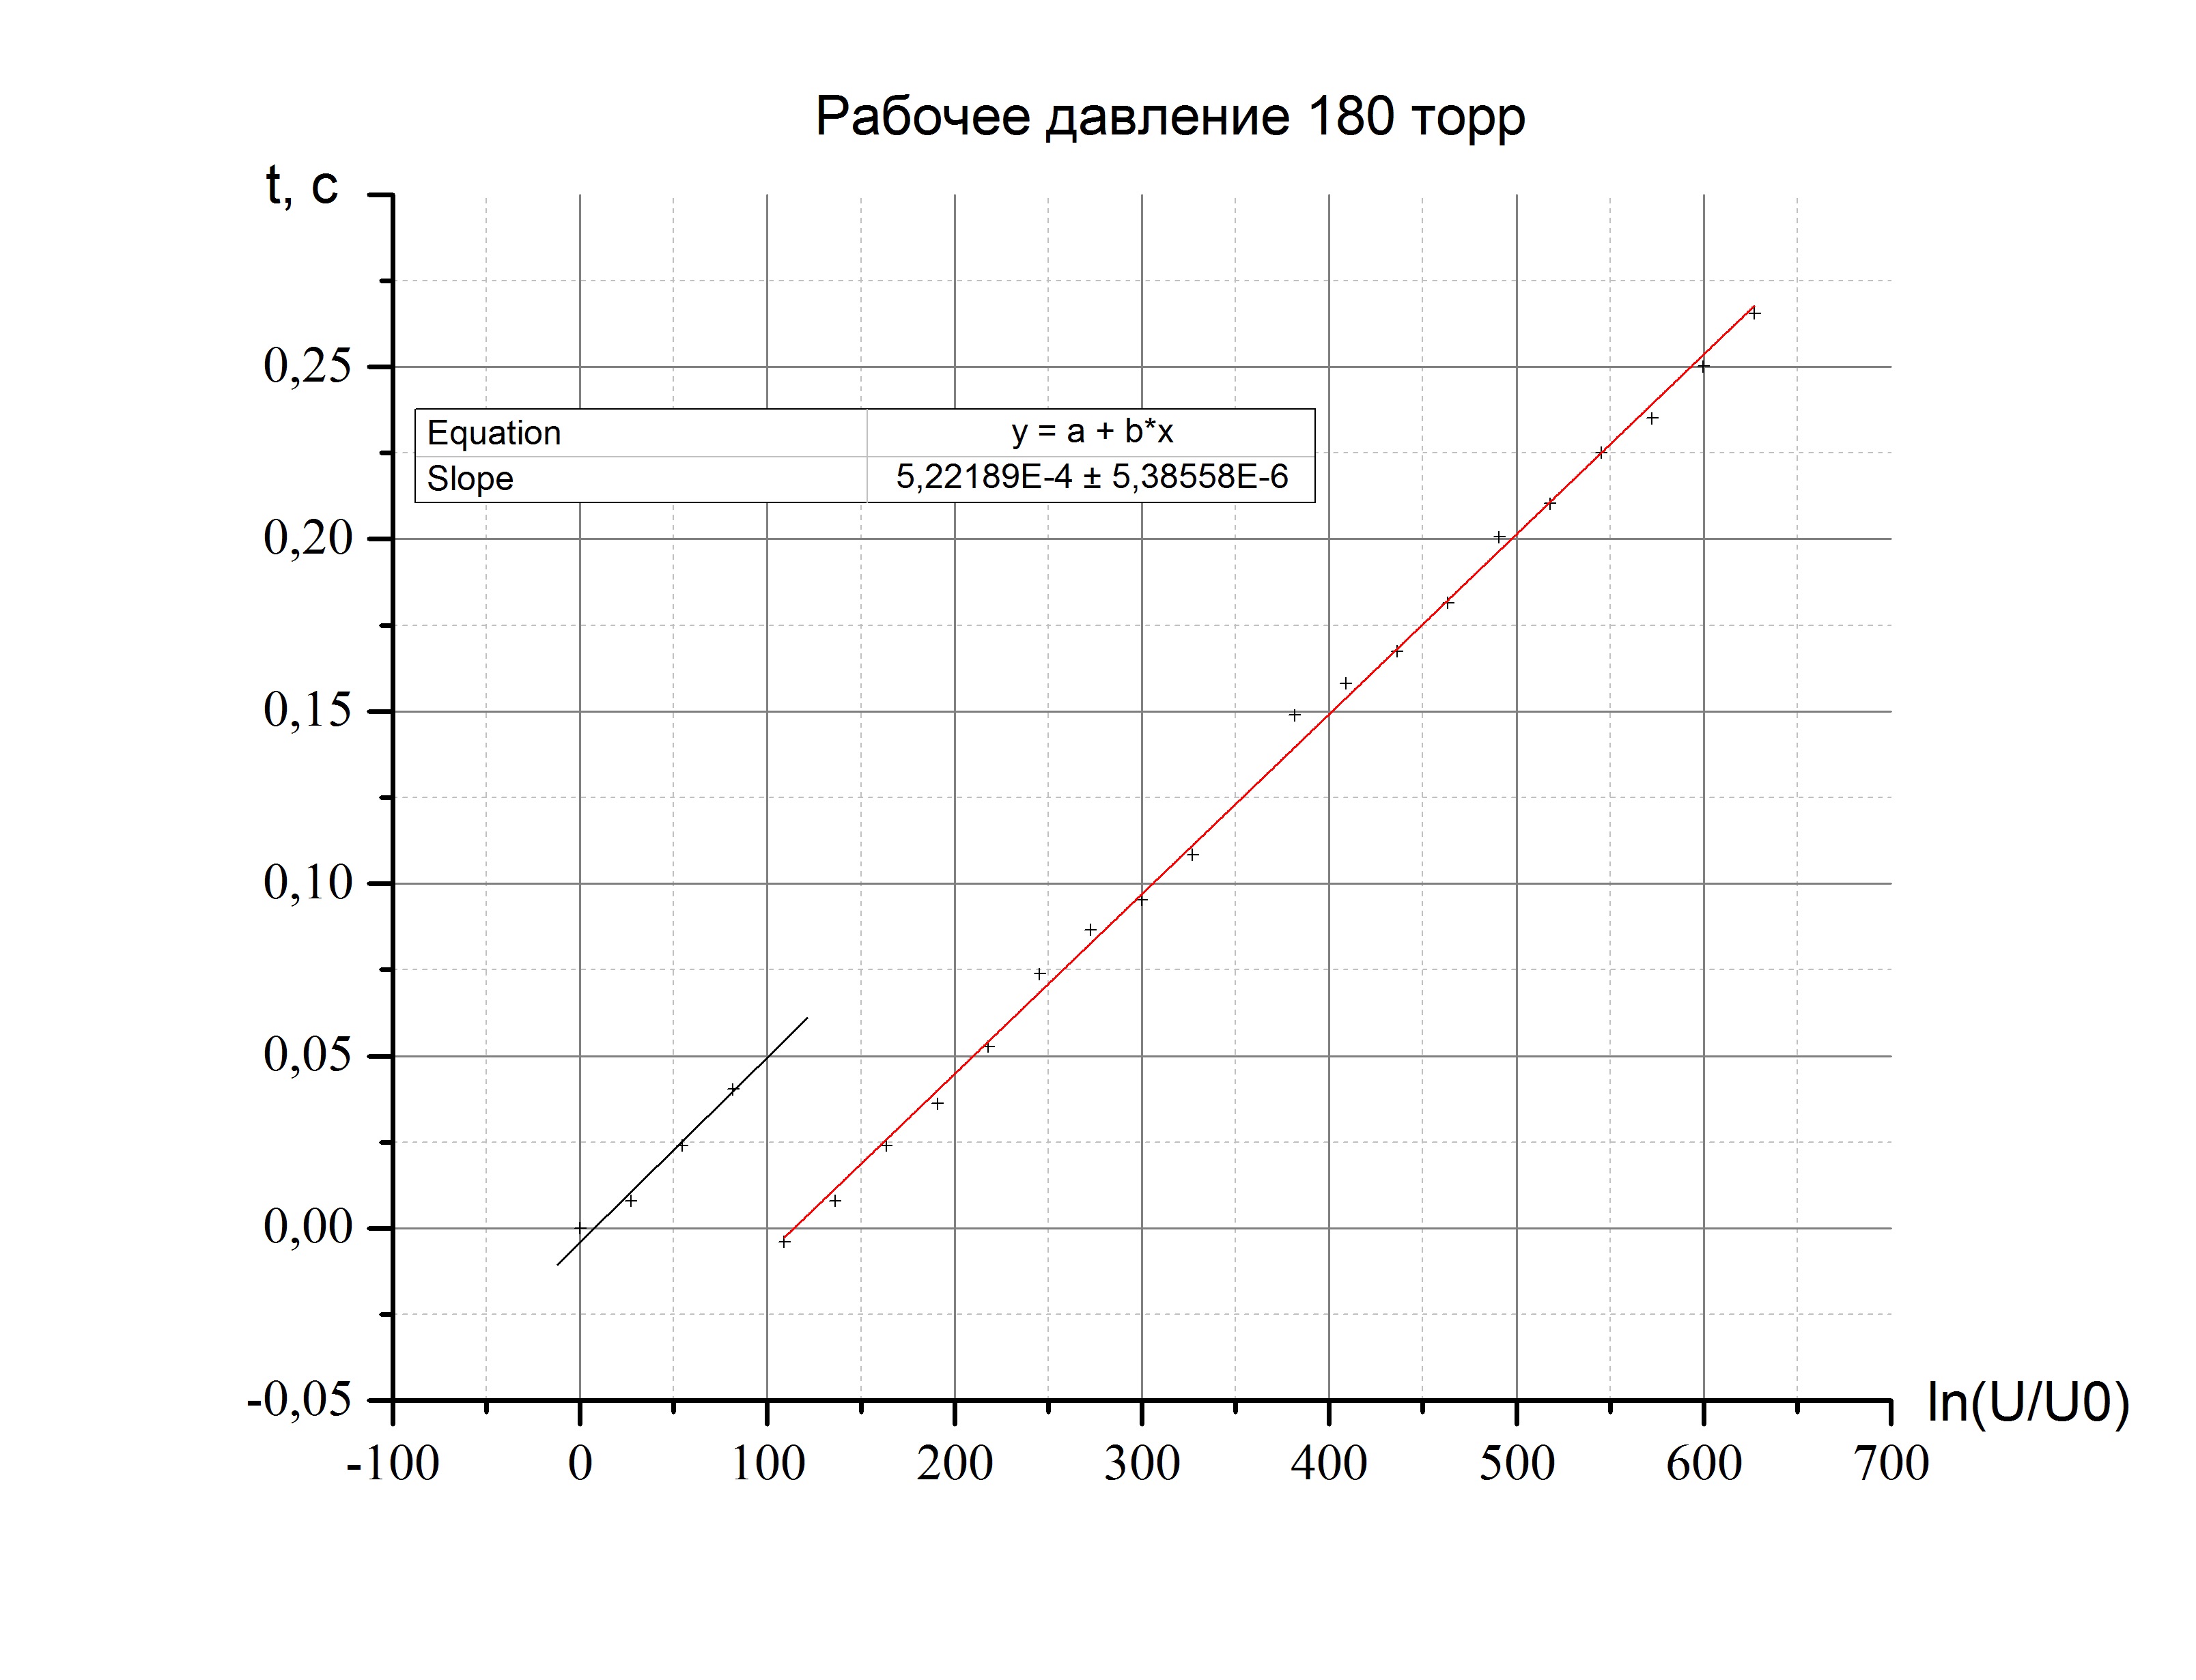 Рабочее давление 180 торр
t, с
0,25
Equation y = a + b*x
Slope 5,22189E-4 ± 5,38558E-6
0,20
0,15
0,10
0,05
0,00
-0,05
ln(U/U0)
-100 0 100 200 300 400 500 600 700